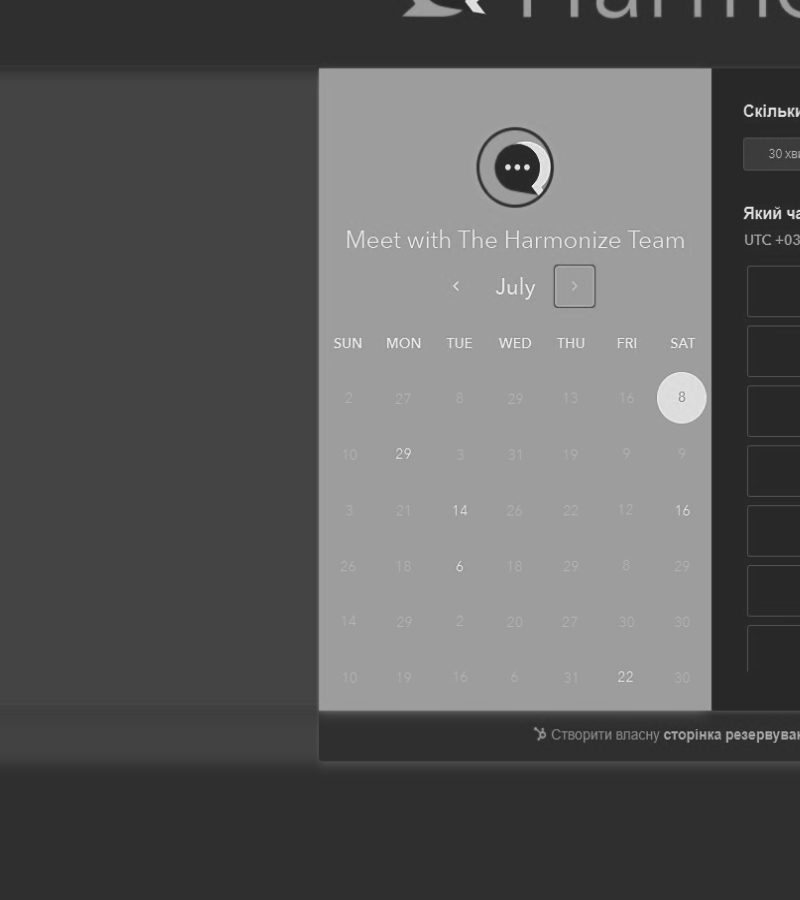 Meet with The Harmonize Team
July
SUN MON TUE WED THU FRI SAT
2 27 8 29 13 16 8
10 29 3 31 19 9 9
3 21 14 26 22 12 16
26 18 6 18 29 8 29
14 29 2 20 27 30 30
10 19 16 6 31 22 30
Скільки
30 хви
Який ча
UTC +03
Створити власну сторінка резервуван